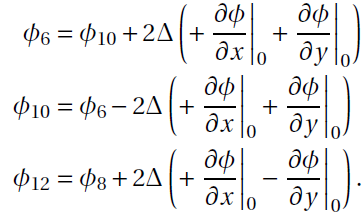 ϕ₆ = ϕ₁₀ + 2Δ (+ ∂ϕ/∂x|₀ + ∂ϕ/∂y|₀)
ϕ₁₀ = ϕ₆ − 2Δ (+ ∂ϕ/∂x|₀ + ∂ϕ/∂y|₀)
ϕ₁₂ = ϕ₈ + 2Δ (+ ∂ϕ/∂x|₀ − ∂ϕ/∂y|₀).